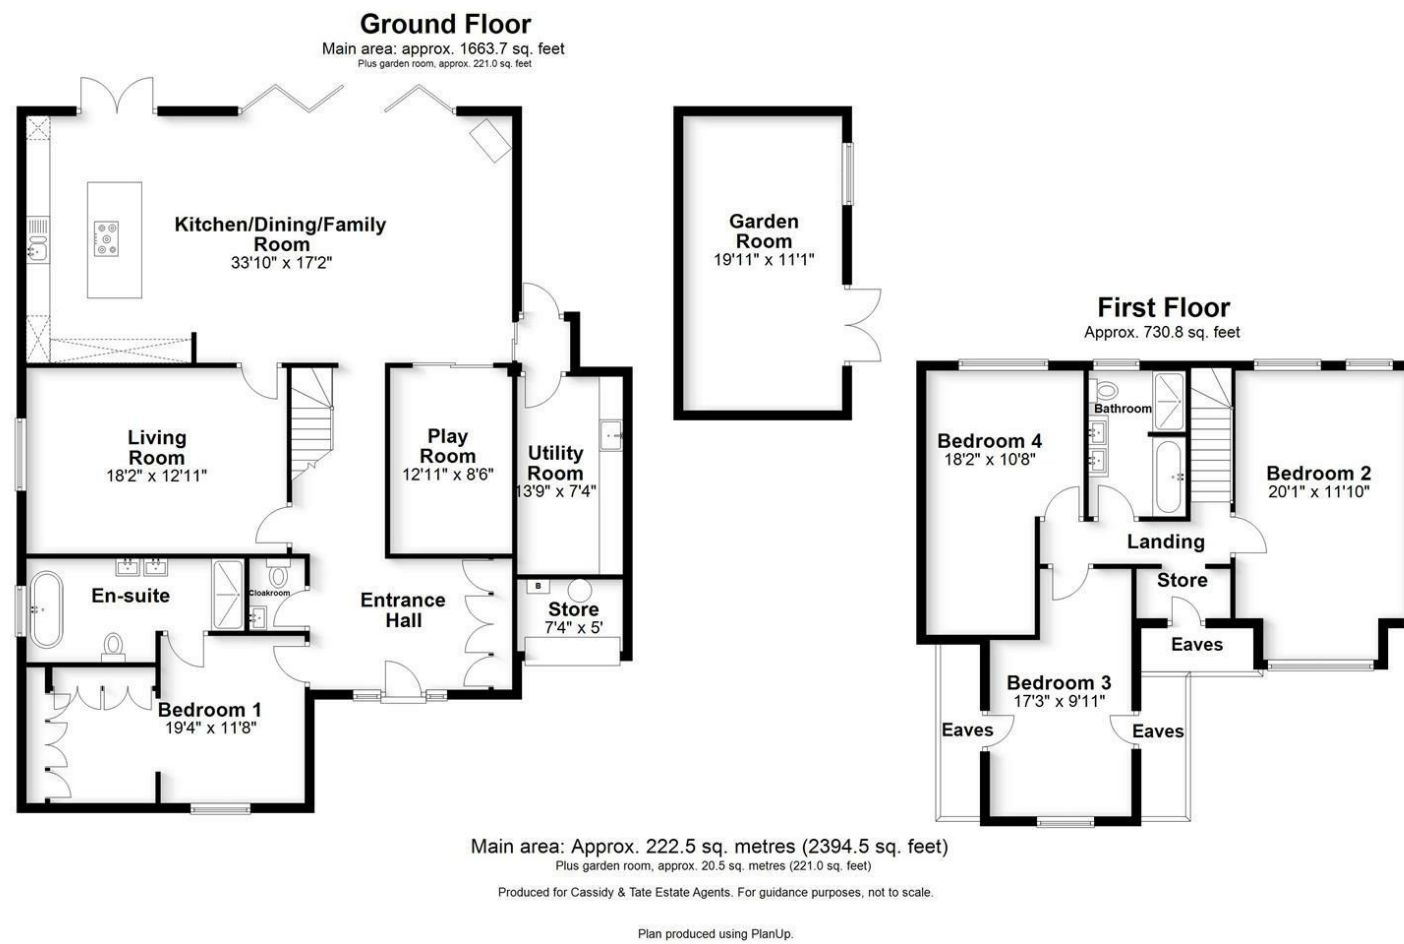 Ground Floor
Main area: approx. 1663.7 sq. feet
Plus garden room, approx. 221.0 sq. feet
Kitchen/Dining/Family
Room
33'10" x 17'2"
Garden
Room
19'11" x 11'1"
Living
Room
18'2" x 12'11"
Play
Room
12'11" x 8'6"
Utility
Room
13'9" x 7'4"
En-suite
Cloakroom
Entrance
Hall
B
Store
7'4" x 5'
Bedroom 1
19'4" x 11'8"
First Floor
Approx. 730.8 sq. feet
Bathroom
Bedroom 4
18'2" x 10'8"
Bedroom 2
20'1" x 11'10"
Landing
Store
Eaves
Bedroom 3
17'3" x 9'11"
Eaves
Eaves
Main area: Approx. 222.5 sq. metres (2394.5 sq. feet)
Plus garden room, approx. 20.5 sq. metres (221.0 sq. feet)
Produced for Cassidy & Tate Estate Agents. For guidance purposes, not to scale.
Plan produced using PlanUp.